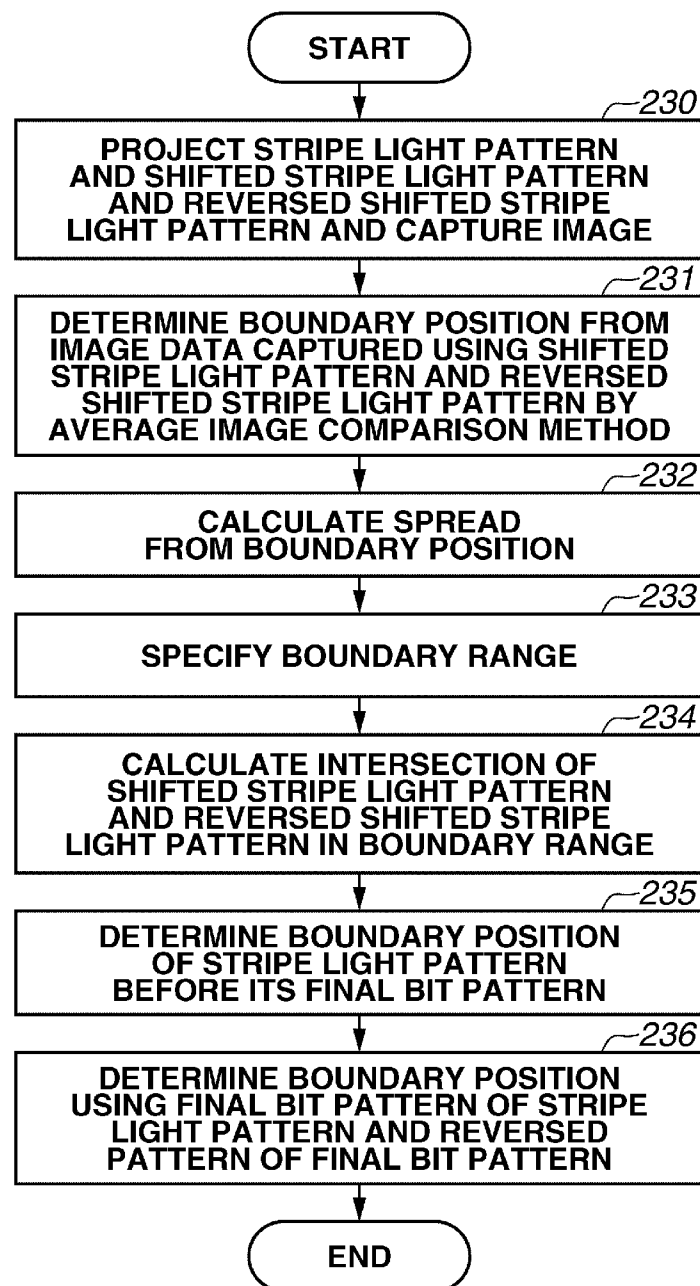 START
230
PROJECT STRIPE LIGHT PATTERN
AND SHIFTED STRIPE LIGHT PATTERN
AND REVERSED SHIFTED STRIPE
LIGHT PATTERN AND CAPTURE IMAGE
231
DETERMINE BOUNDARY POSITION FROM
IMAGE DATA CAPTURED USING SHIFTED
STRIPE LIGHT PATTERN AND REVERSED
SHIFTED STRIPE LIGHT PATTERN BY
AVERAGE IMAGE COMPARISON METHOD
232
CALCULATE SPREAD
FROM BOUNDARY POSITION
233
SPECIFY BOUNDARY RANGE
234
CALCULATE INTERSECTION OF
SHIFTED STRIPE LIGHT PATTERN
AND REVERSED SHIFTED STRIPE
LIGHT PATTERN IN BOUNDARY RANGE
235
DETERMINE BOUNDARY POSITION
OF STRIPE LIGHT PATTERN
BEFORE ITS FINAL BIT PATTERN
236
DETERMINE BOUNDARY POSITION
USING FINAL BIT PATTERN OF STRIPE
LIGHT PATTERN AND REVERSED
PATTERN OF FINAL BIT PATTERN
END